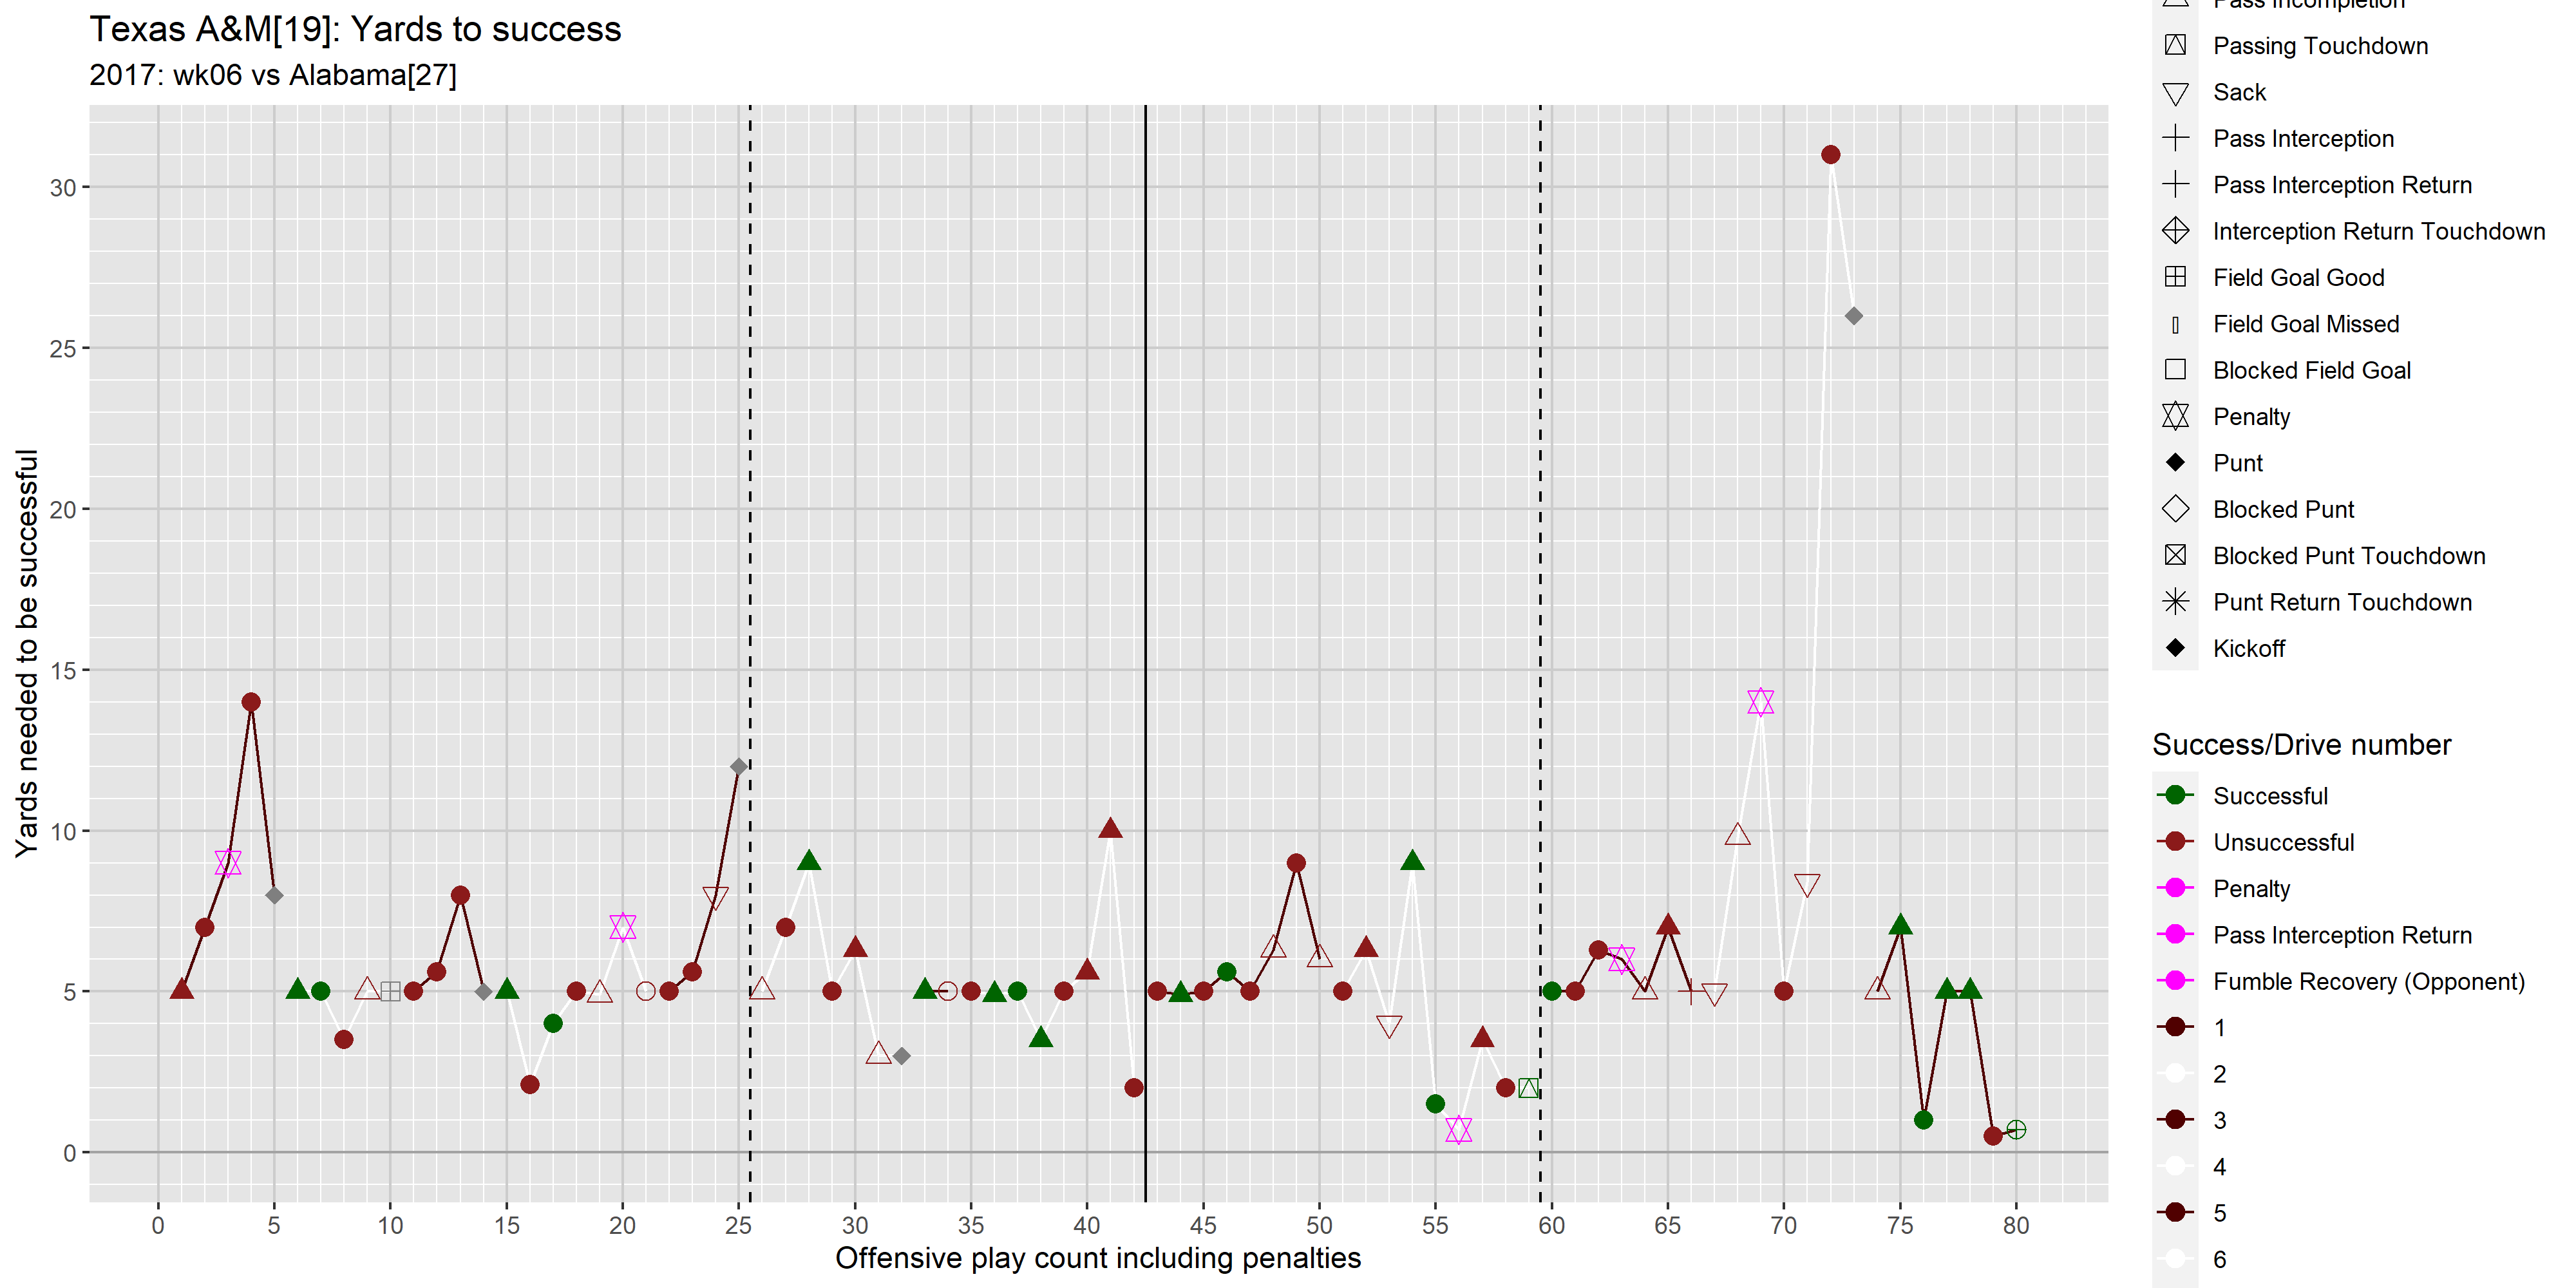 Texas A&M[19]: Yards to success
2017: wk06 vs Alabama[27]
Yards needed to be successful
30
25
20
15
10
5
0
0 5 10 15 20 25 30 35 40 45 50 55 60 65 70 75 80
Offensive play count including penalties
Pass Incompletion
Passing Touchdown
Sack
Pass Interception
Pass Interception Return
Interception Return Touchdown
Field Goal Good
Field Goal Missed
Blocked Field Goal
Penalty
Punt
Blocked Punt
Blocked Punt Touchdown
Punt Return Touchdown
Kickoff
Success/Drive number
Successful
Unsuccessful
Penalty
Pass Interception Return
Fumble Recovery (Opponent)
1
2
3
4
5
6